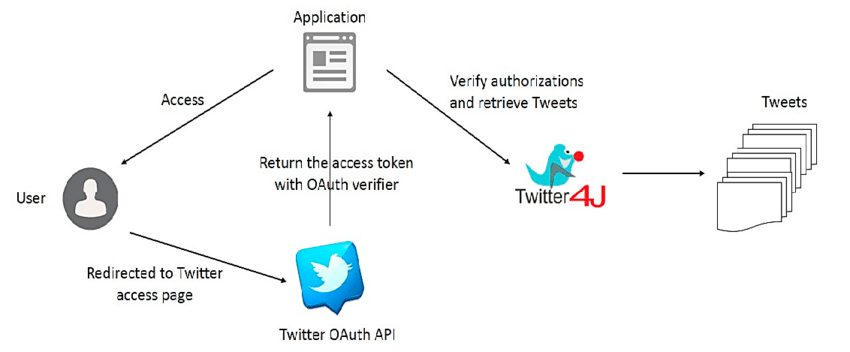 Application
Access
Verify authorizations
and retrieve Tweets
Tweets
Return the access token
with OAuth verifier
User
Twitter4J
Redirected to Twitter
access page
Twitter OAuth API